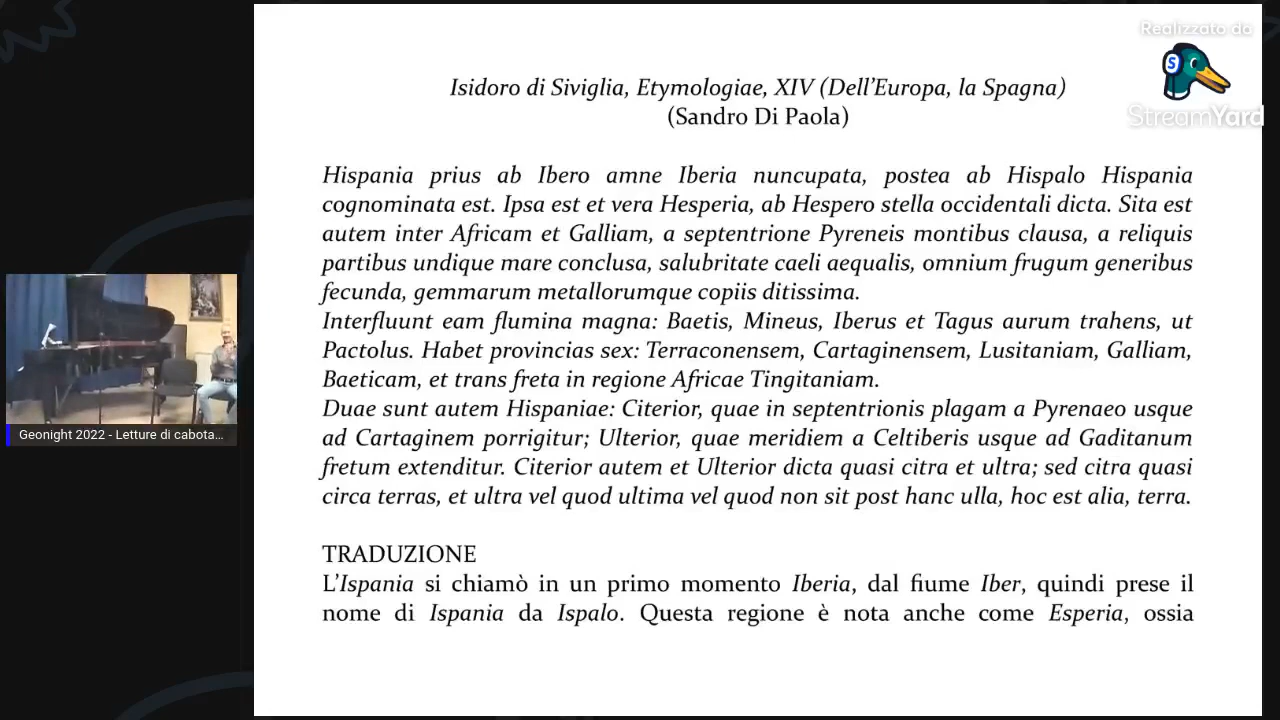 Realizzato da
StreamYard
Isidoro di Siviglia, Etymologiae, XIV (Dell'Europa, la Spagna)
(Sandro Di Paola)
Hispania prius ab Ibero amne Iberia nuncupata, postea ab Hispalo Hispania
cognominata est. Ipsa est et vera Hesperia, ab Hespero stella occidentali dicta. Sita est
autem inter Africam et Galliam, a septentrione Pyreneis montibus clausa, a reliquis
partibus undique mare conclusa, salubritate caeli aequalis, omnium frugum generibus
fecunda, gemmarum metallorumque copiis ditissima.
Interfluunt eam flumina magna: Baetis, Mineus, Iberus et Tagus aurum trahens, ut
Pactolus. Habet provincias sex: Terraconensem, Cartaginensem, Lusitaniam, Galliam,
Baeticam, et trans freta in regione Africae Tingitaniam.
Duae sunt autem Hispaniae: Citerior, quae in septentrionis plagam a Pyrenaeo usque
ad Cartaginem porrigitur; Ulterior, quae meridiem a Celtiberis usque ad Gaditanum
fretum extenditur. Citerior autem et Ulterior dicta quasi citra et ultra; sed citra quasi
circa terras, et ultra vel quod ultima vel quod non sit post hanc ulla, hoc est alia, terra.
TRADUZIONE
L'Ispania si chiamò in un primo momento Iberia, dal fiume Iber, quindi prese il
nome di Ispania da Ispalo. Questa regione è nota anche come Esperia, ossia
Geonight 2022 - Letture di cabota...